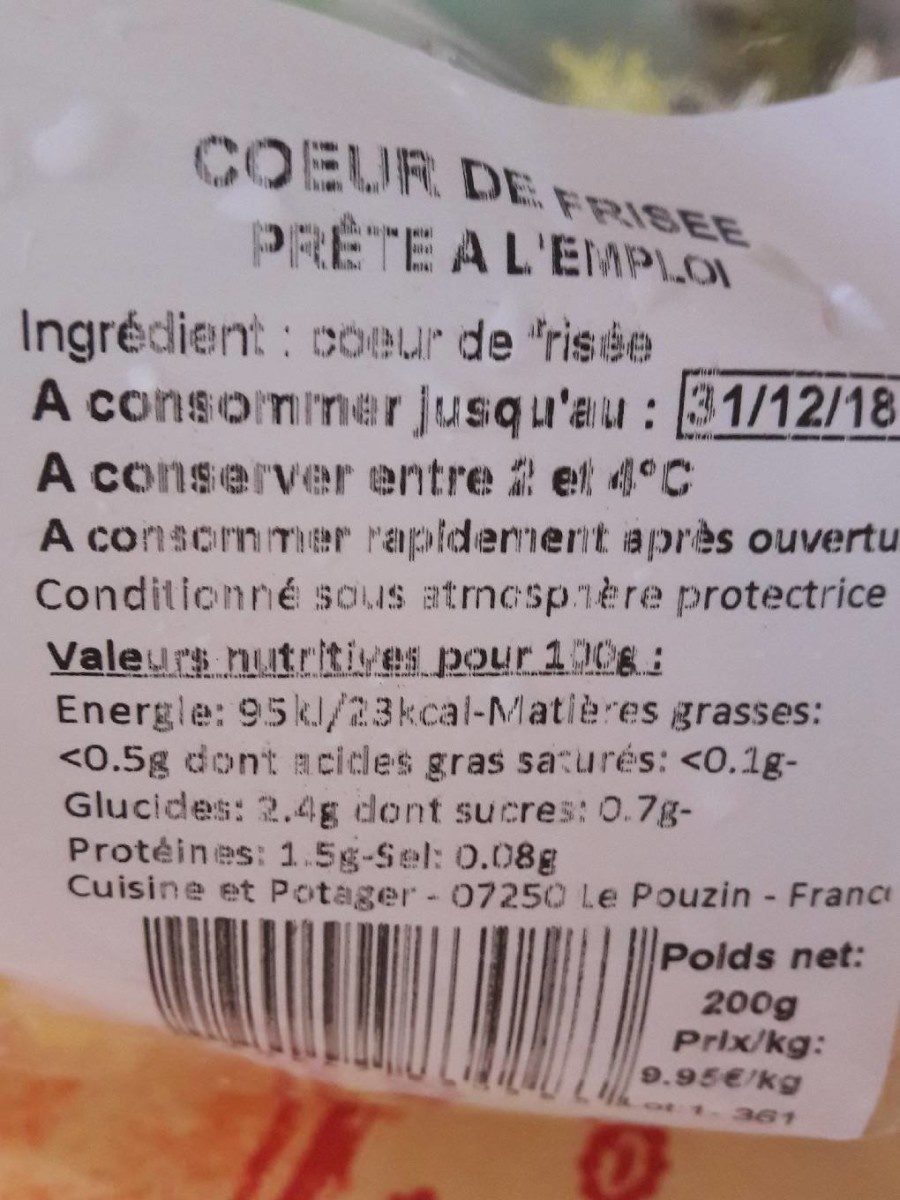 COEUR DE FRISEE
PRÊTE A L'EMPLOI
Ingrédient : coeur de frisée
A consommer jusqu'au : 31/12/18
A conserver entre 2 et 4°C
A consommer rapidement après ouvertu
Conditionné sous atmosphère protectrice
Valeurs nutritives pour 100g :
Energie: 95kJ/23kcal-Matières grasses:
<0.5g dont acides gras saturés: <0.1g-
Glucides: 2.4g dont sucres: 0.7g-
Protéines: 1.5g-Sel: 0.08g
Cuisine et Potager - 07250 Le Pouzin - France
Poids net:
200g
Prix/kg:
9.95€/kg
361